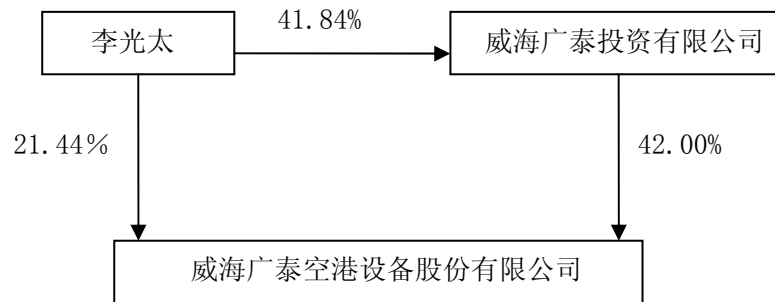 41.84%
李光太
威海广泰投资有限公司
21.44％
42.00%
威海广泰空港设备股份有限公司